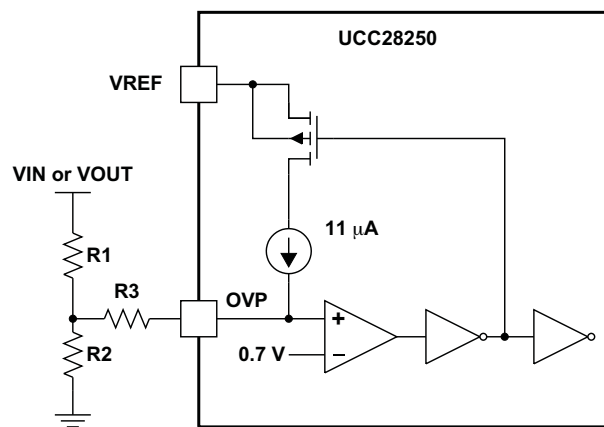 UCC28250
VREF
VIN or VOUT
11 μA
R1
R3
OVP
R2
0.7 V
+
−